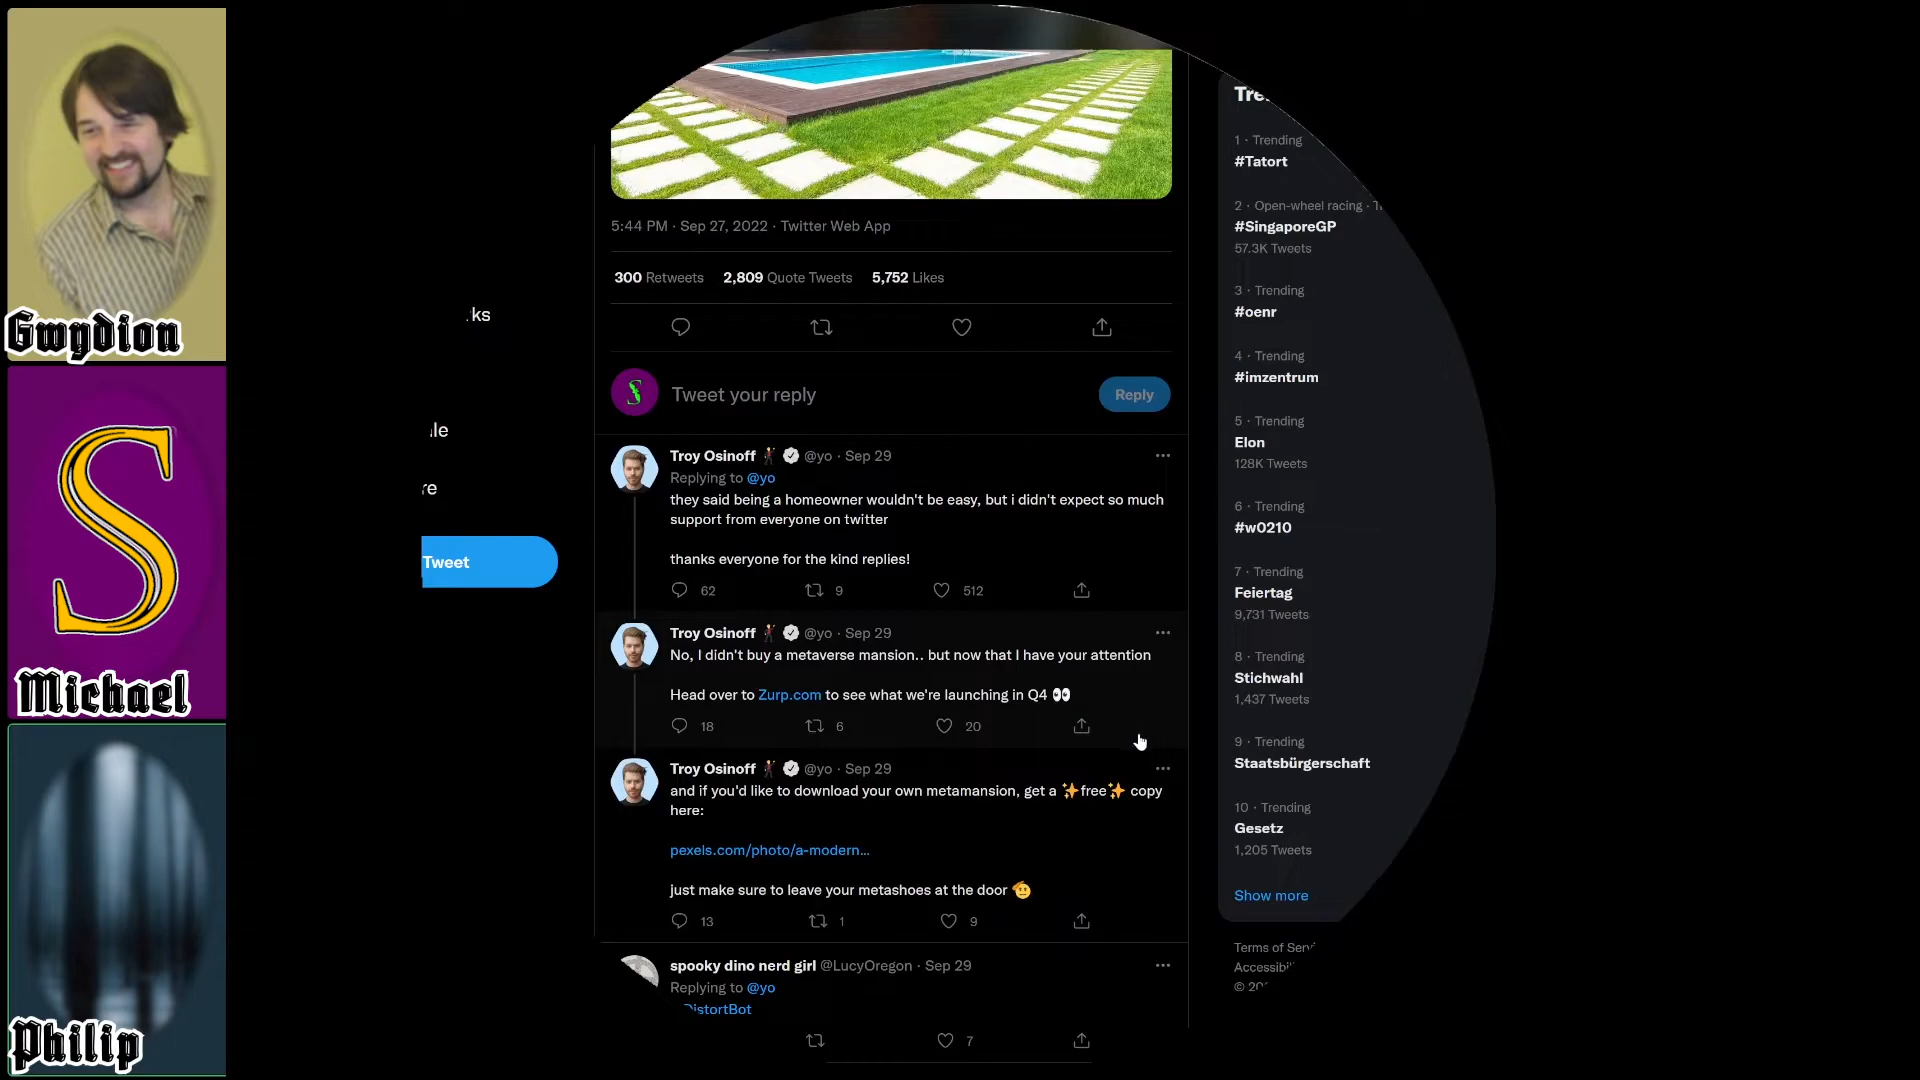 Gwydion
S
Michael
Philip
ks
le
re
Tweet
5:44 PM · Sep 27, 2022 · Twitter Web App
300 Retweets 2,809 Quote Tweets 5,752 Likes
S
Tweet your reply
Reply
Troy Osinoff @yo · Sep 29
Replying to @yo
they said being a homeowner wouldn't be easy, but i didn't expect so much
support from everyone on twitter
thanks everyone for the kind replies!
62 9 512
Troy Osinoff @yo · Sep 29
No, I didn't buy a metaverse mansion.. but now that I have your attention
Head over to Zurp.com to see what we're launching in Q4 👀
18 6 20
Troy Osinoff @yo · Sep 29
and if you'd like to download your own metamansion, get a ✨free✨ copy
here:
pexels.com/photo/a-modern...
just make sure to leave your metashoes at the door 🫡
13 1 9
spooky dino nerd girl @LucyOregon · Sep 29
Replying to @yo
DistortBot
7
Tre
1 · Trending
#Tatort
2 · Open-wheel racing ·
#SingaporeGP
57.3K Tweets
3 · Trending
#oenr
4 · Trending
#imzentrum
5 · Trending
Elon
128K Tweets
6 · Trending
#w0210
7 · Trending
Feiertag
9,731 Tweets
8 · Trending
Stichwahl
1,437 Tweets
9 · Trending
Staatsbürgerschaft
10 · Trending
Gesetz
1,205 Tweets
Show more
Terms of Serv
Accessibi
© 20